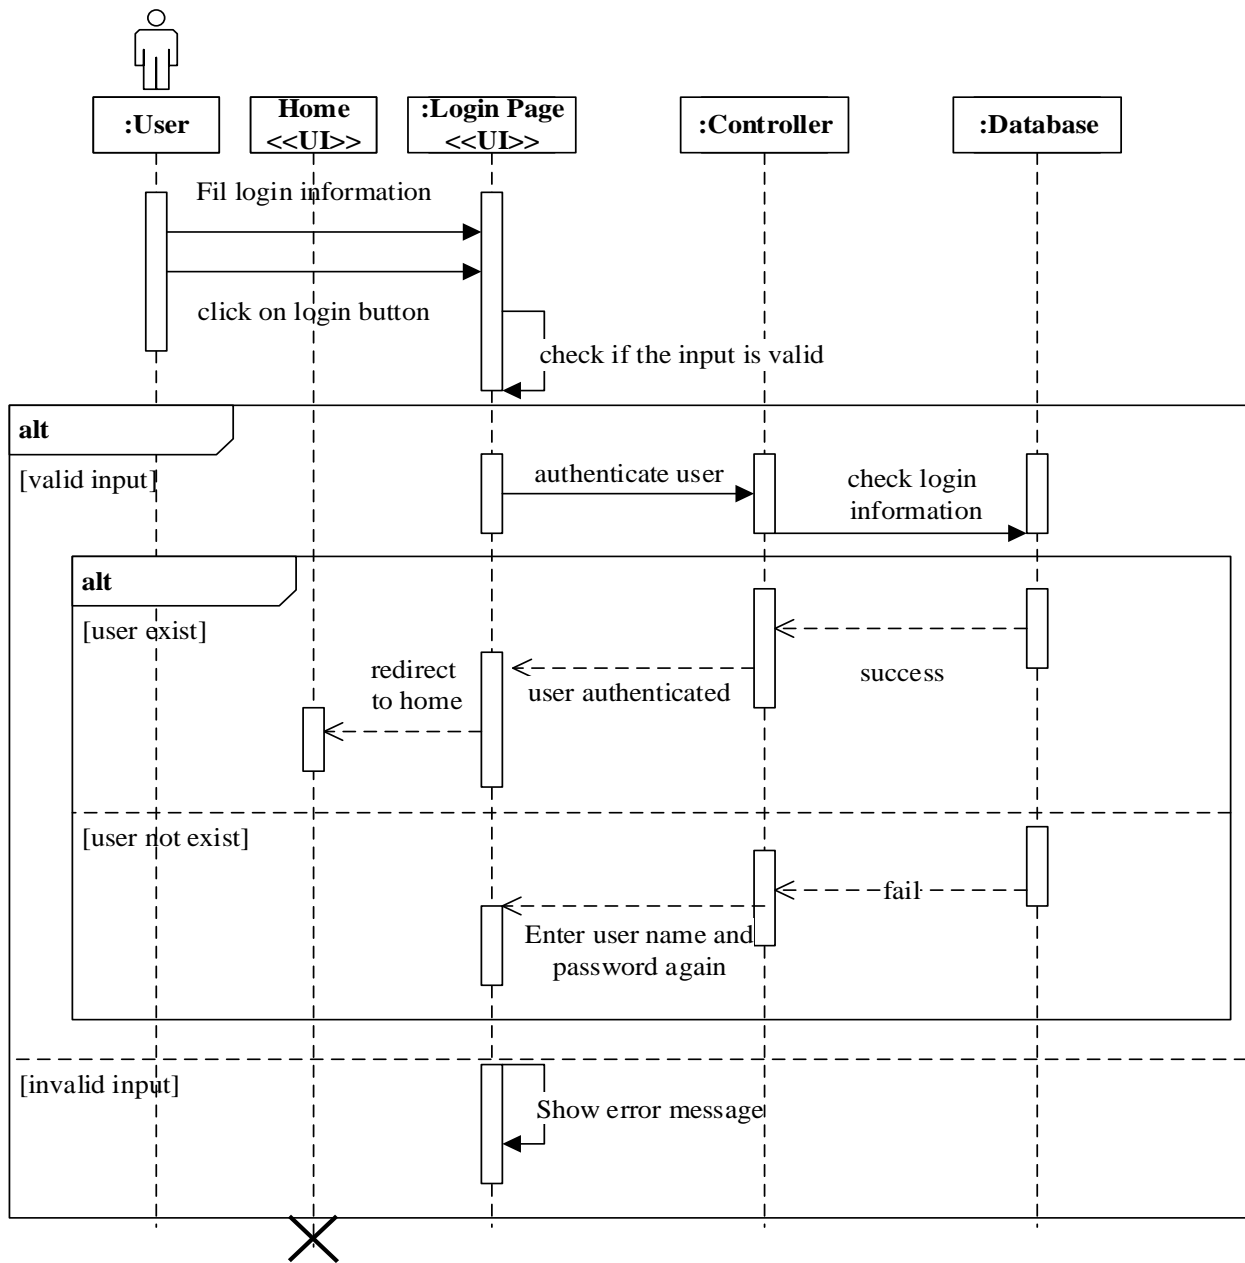 :User
Home
<<UI>>
:Login Page
<<UI>>
:Controller
:Database
Fil login information
click on login button
check if the input is valid
alt
[valid input]
authenticate user
check login
information
alt
[user exist]
success
user authenticated
redirect
to home
[user not exist]
fail
Enter user name and
password again
[invalid input]
Show error message